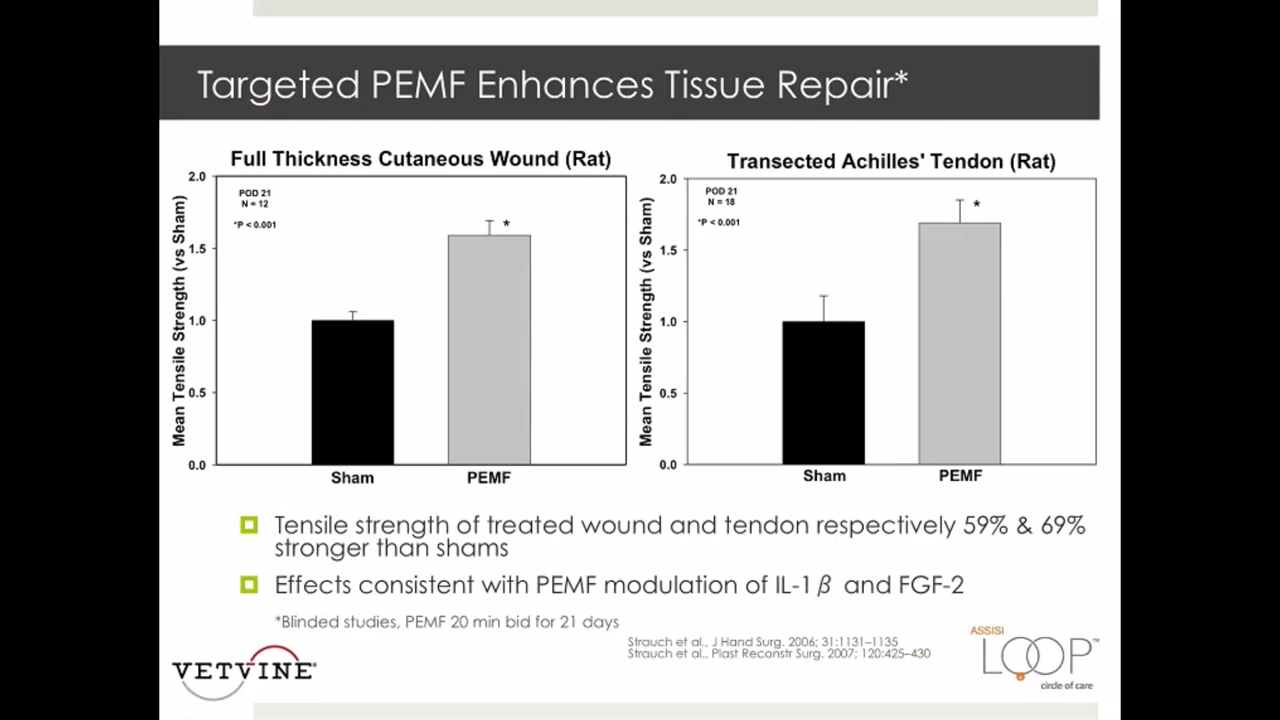 Targeted PEMF Enhances Tissue Repair*
Full Thickness Cutaneous Wound (Rat)
Mean Tensile Strength (vs Sham)
2.0
1.5
1.0
0.5
0.0
POD 21
N = 12
*P < 0.001
*
Sham
PEMF
Transected Achilles' Tendon (Rat)
Mean Tensile Strength (vs Sham)
2.0
1.5
1.0
0.5
0.0
POD 21
N = 18
*P < 0.001
*
Sham
PEMF
Tensile strength of treated wound and tendon respectively 59% & 69%
stronger than shams
Effects consistent with PEMF modulation of IL-1β and FGF-2
*Blinded studies, PEMF 20 min bid for 21 days
Strauch et al., J Hand Surg. 2006; 31:1131–1135
Strauch et al., Plast Reconstr Surg. 2007; 120:425–430
VETVINE®
ASSISI
LOOP™
circle of care